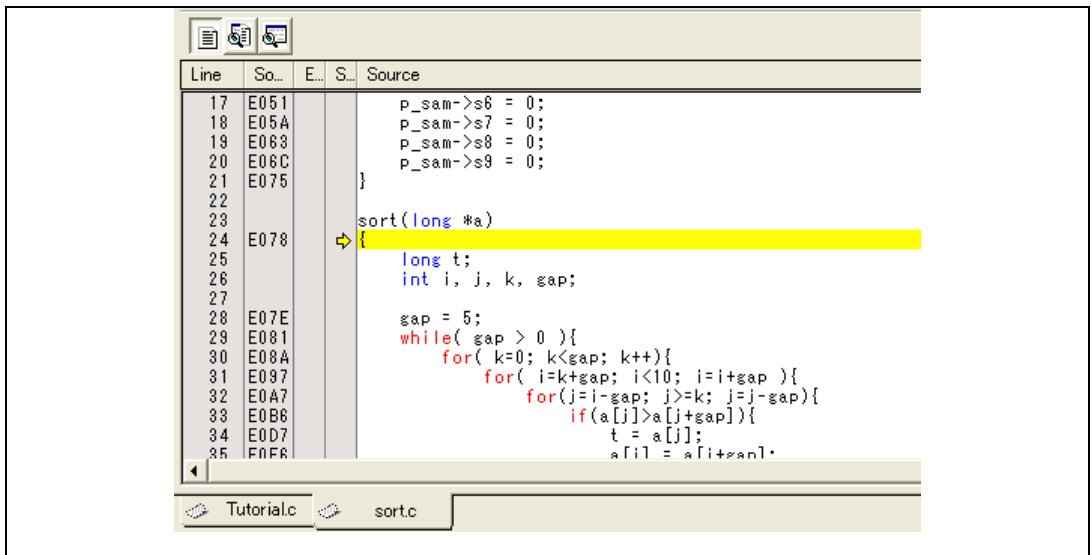 Line So... E... S... Source
17 E051 p_sam->s6 = 0;
18 E05A p_sam->s7 = 0;
19 E063 p_sam->s8 = 0;
20 E06C p_sam->s9 = 0;
21 E075 }
22
23 sort(long *a)
24 E078 {
25 long t;
26 int i, j, k, gap;
27
28 E07E gap = 5;
29 E081 while( gap > 0 ){
30 E08A for( k=0; k<gap; k++){
31 E097 for( i=k+gap; i<10; i=i+gap ){
32 E0A7 for(j=i-gap; j>=k; j=j-gap){
33 E0B6 if(a[j]>a[j+gap]){
34 E0D7 t = a[j];
35 E0E6 a[j] = a[j+gap];
Tutorial.c sort.c